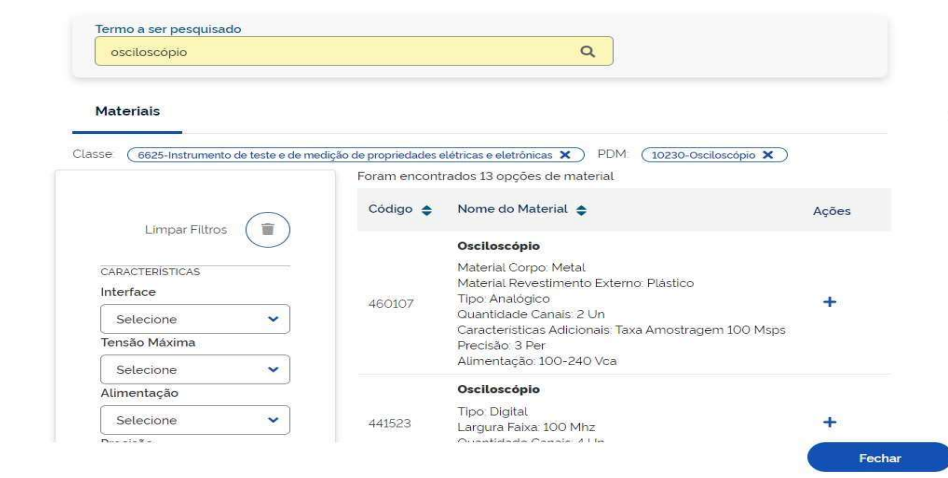 Termo a ser pesquisado
osciloscópio
Materiais
Classe: 6625-Instrumento de teste e de medição de propriedades elétricas e eletrônicas X PDM: 10230-Osciloscópio X
Foram encontrados 13 opções de material
Código Nome do Material Ações
Limpar Filtros
CARACTERÍSTICAS
Interface
Selecione
Tensão Máxima
Selecione
Alimentação
Selecione
Osciloscópio
460107
Material Corpo: Metal
Material Revestimento Externo: Plástico
Tipo: Analógico
Quantidade Canais: 2 Un
Características Adicionais: Taxa Amostragem 100 Msps
Precisão: 3 Per
Alimentação: 100-240 Vca
+
Osciloscópio
441523
Tipo: Digital
Largura Faixa: 100 Mhz
Quantidade Canais: 4 Un
+
Fechar